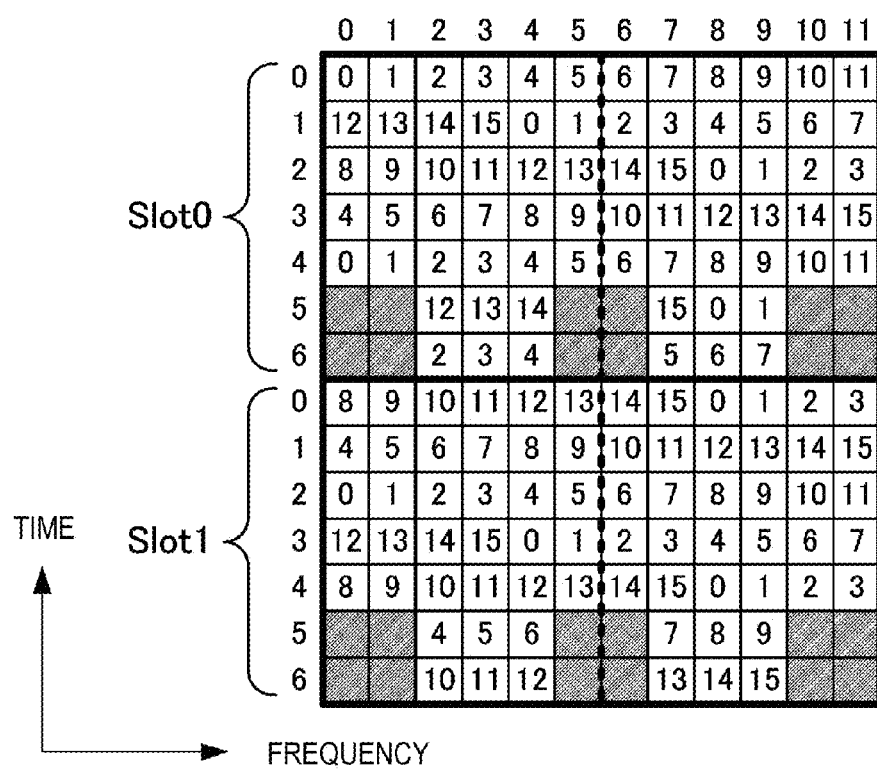 0 1 2 3 4 5 6 7 8 9 10 11
0 0 1 2 3 4 5 6 7 8 9 10 11
1 12 13 14 15 0 1 2 3 4 5 6 7
2 8 9 10 11 12 13 14 15 0 1 2 3
Slot0 3 4 5 6 7 8 9 10 11 12 13 14 15
4 0 1 2 3 4 5 6 7 8 9 10 11
5 12 13 14 15 0 1
6 2 3 4 5 6 7
0 8 9 10 11 12 13 14 15 0 1 2 3
1 4 5 6 7 8 9 10 11 12 13 14 15
2 0 1 2 3 4 5 6 7 8 9 10 11
TIME Slot1 3 12 13 14 15 0 1 2 3 4 5 6 7
4 8 9 10 11 12 13 14 15 0 1 2 3
5 4 5 6 7 8 9
6 10 11 12 13 14 15
FREQUENCY